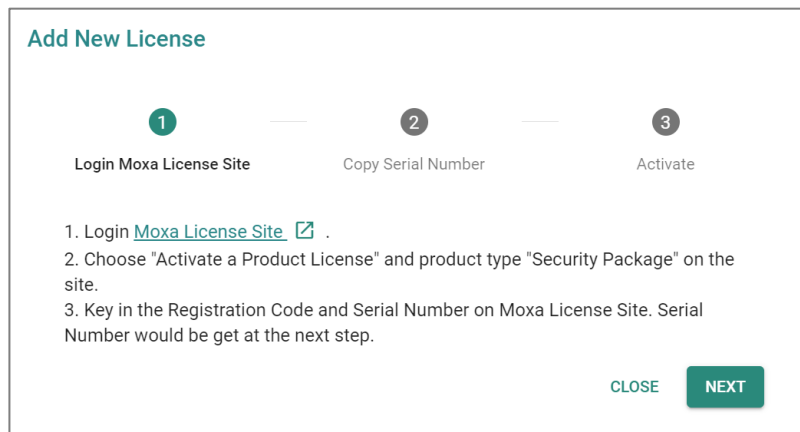 Add New License
1 2 3
Login Moxa License Site Copy Serial Number Activate
1. Login Moxa License Site .
2. Choose "Activate a Product License" and product type "Security Package" on the
site.
3. Key in the Registration Code and Serial Number on Moxa License Site. Serial
Number would be get at the next step.
CLOSE NEXT